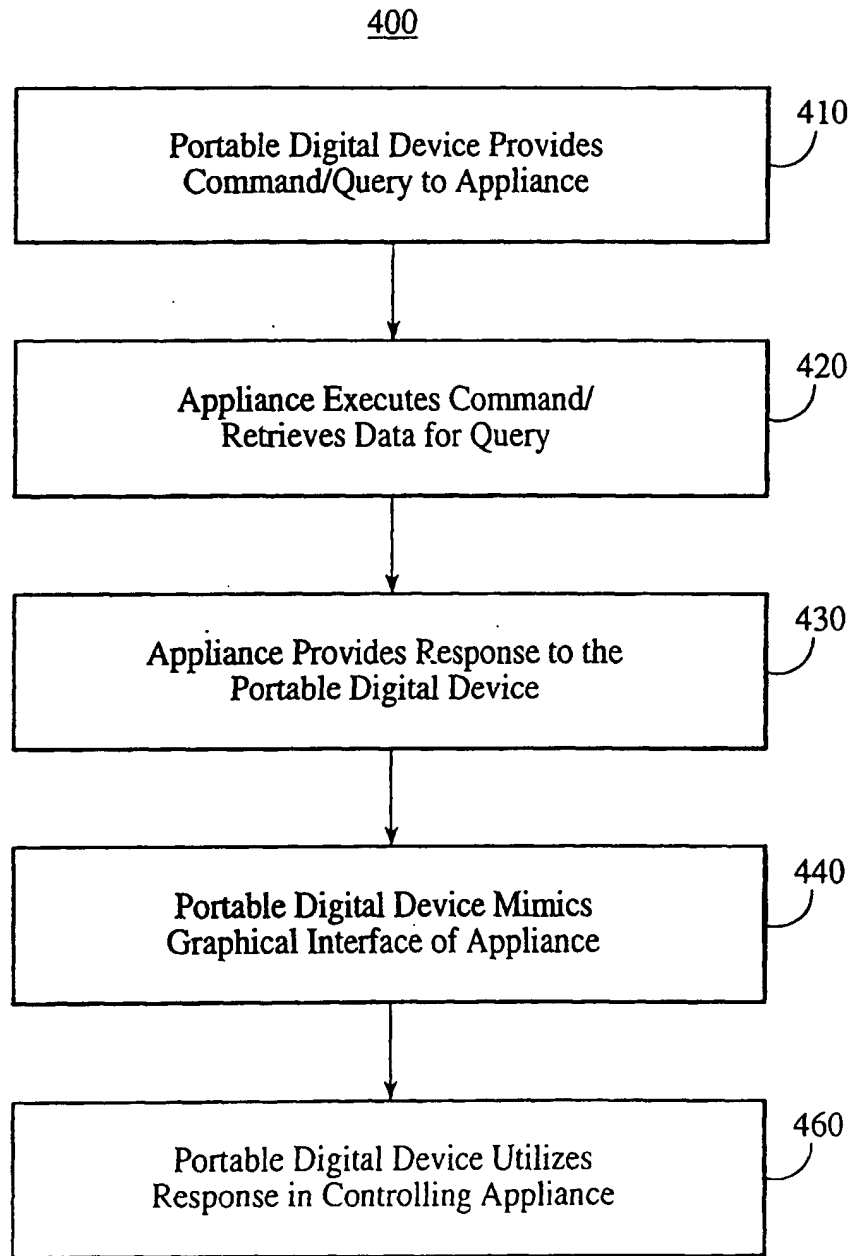 400
410
Portable Digital Device Provides
Command/Query to Appliance
420
Appliance Executes Command/
Retrieves Data for Query
430
Appliance Provides Response to the
Portable Digital Device
440
Portable Digital Device Mimics
Graphical Interface of Appliance
460
Portable Digital Device Utilizes
Response in Controlling Appliance